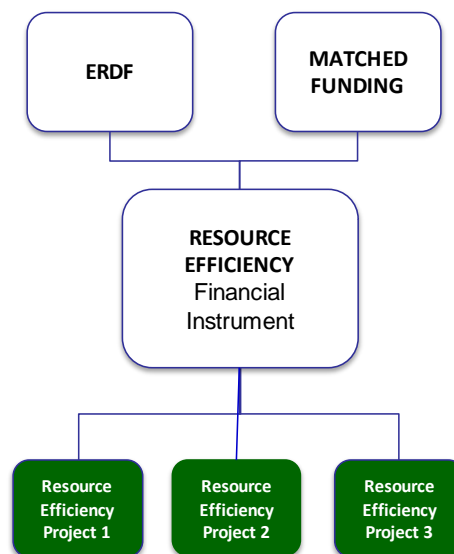 ERDF
MATCHED
FUNDING
RESOURCE
EFFICIENCY
Financial
Instrument
Resource
Efficiency
Project 1
Resource
Efficiency
Project 2
Resource
Efficiency
Project 3